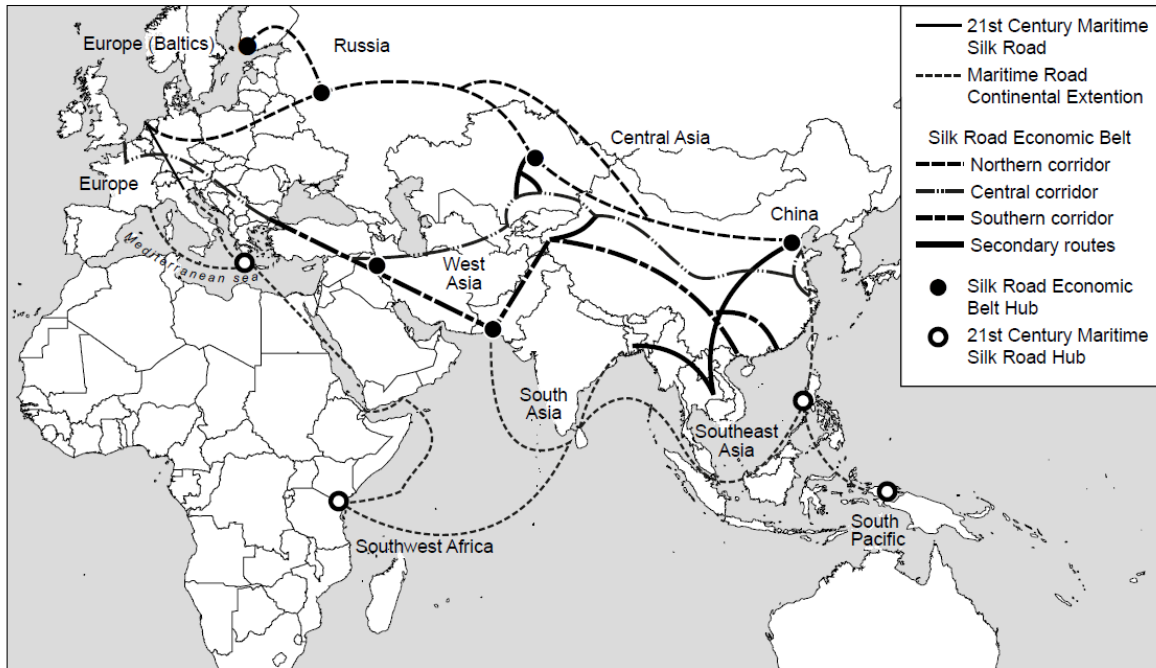 Europe (Baltics)
Russia
Central Asia
Europe
China
Mediterranean sea
West
Asia
South
Asia
Southeast
Asia
South
Pacific
Southwest Africa
21st Century Maritime
Silk Road
Maritime Road
Continental Extention
Silk Road Economic Belt
Northern corridor
Central corridor
Southern corridor
Secondary routes
Silk Road Economic
Belt Hub
21st Century Maritime
Silk Road Hub